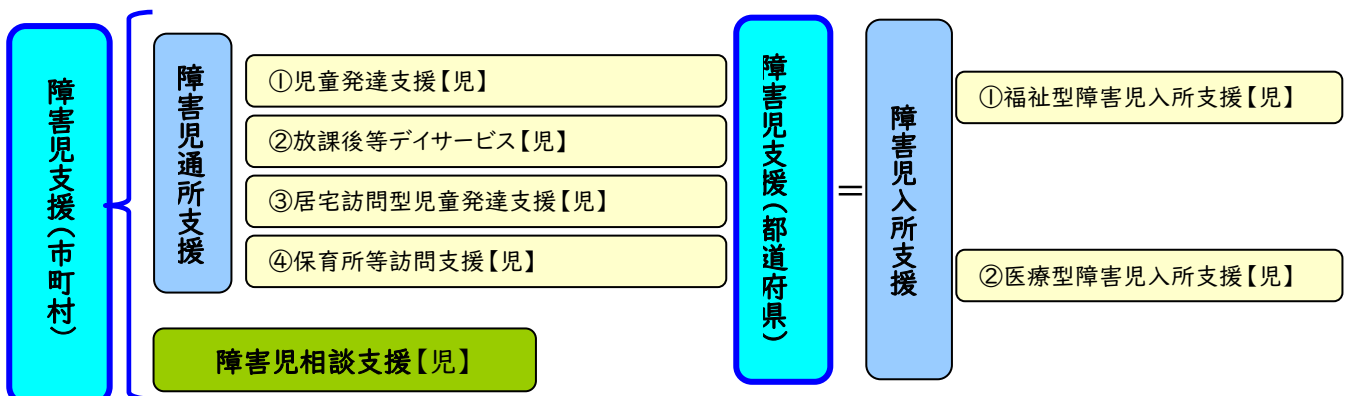 障害児支援（市町村）
障害児通所支援
①児童発達支援【児】
②放課後等デイサービス【児】
③居宅訪問型児童発達支援【児】
④保育所等訪問支援【児】
障害児相談支援【児】
障害児支援（都道府県）
＝
障害児入所支援
①福祉型障害児入所支援【児】
②医療型障害児入所支援【児】